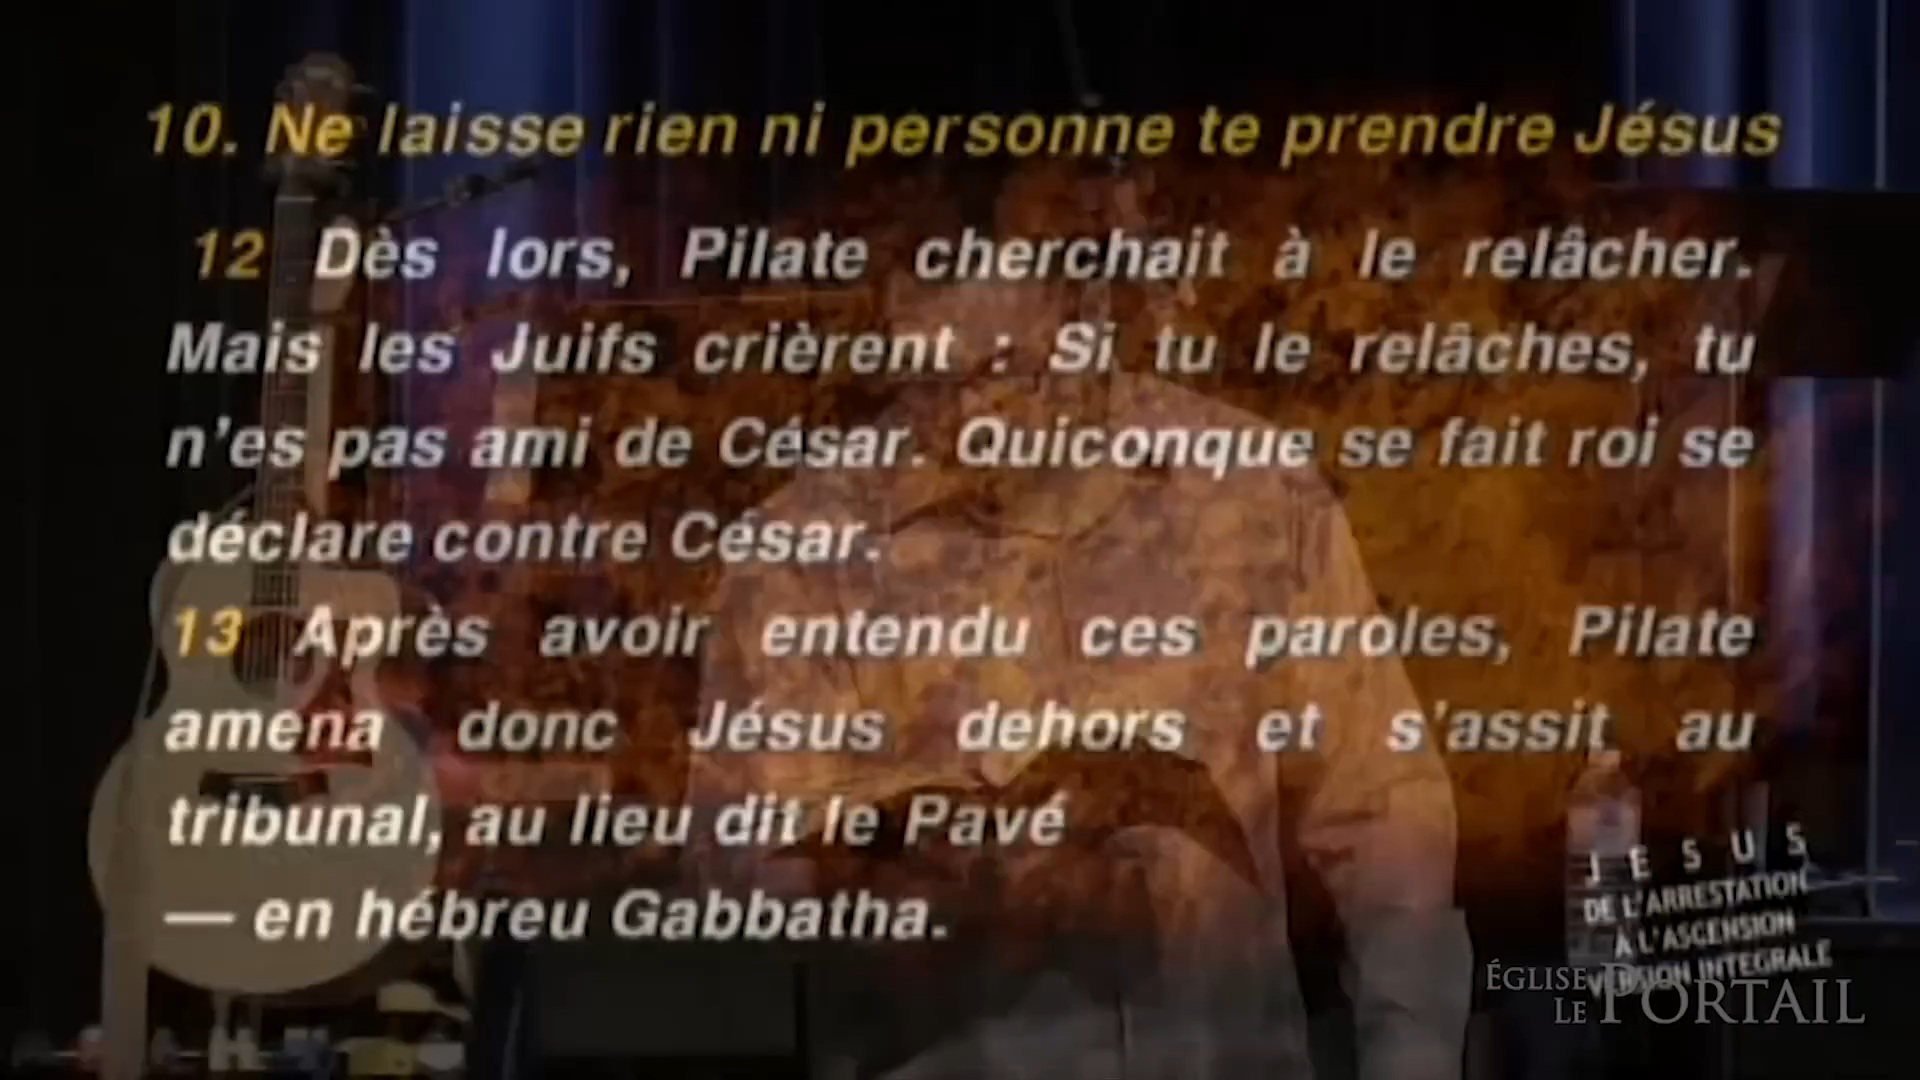 10. Ne laisse rien ni personne te prendre Jésus
12 Dès lors, Pilate cherchait à le relâcher.
Mais les Juifs crièrent : Si tu le relâches, tu
n'es pas ami de César. Quiconque se fait roi se
déclare contre César.
13 Après avoir entendu ces paroles, Pilate
amena donc Jésus dehors et s'assit au
tribunal, au lieu dit le Pavé
— en hébreu Gabbatha.
JESUS
DE L'ARRESTATION
A L'ASCENSION
VERSION INTEGRALE
ÉGLISE
LE PORTAIL